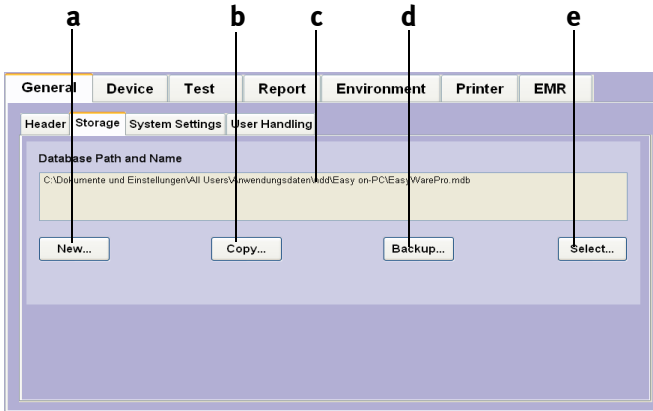 a b c d e
General Device Test Report Environment Printer EMR
Header Storage System Settings User Handling
Database Path and Name
C:\Dokumente und Einstellungen\All Users\Anwendungsdaten\ndd\Easy on-PC\EasyWarePro.mdb
New... Copy... Backup... Select...